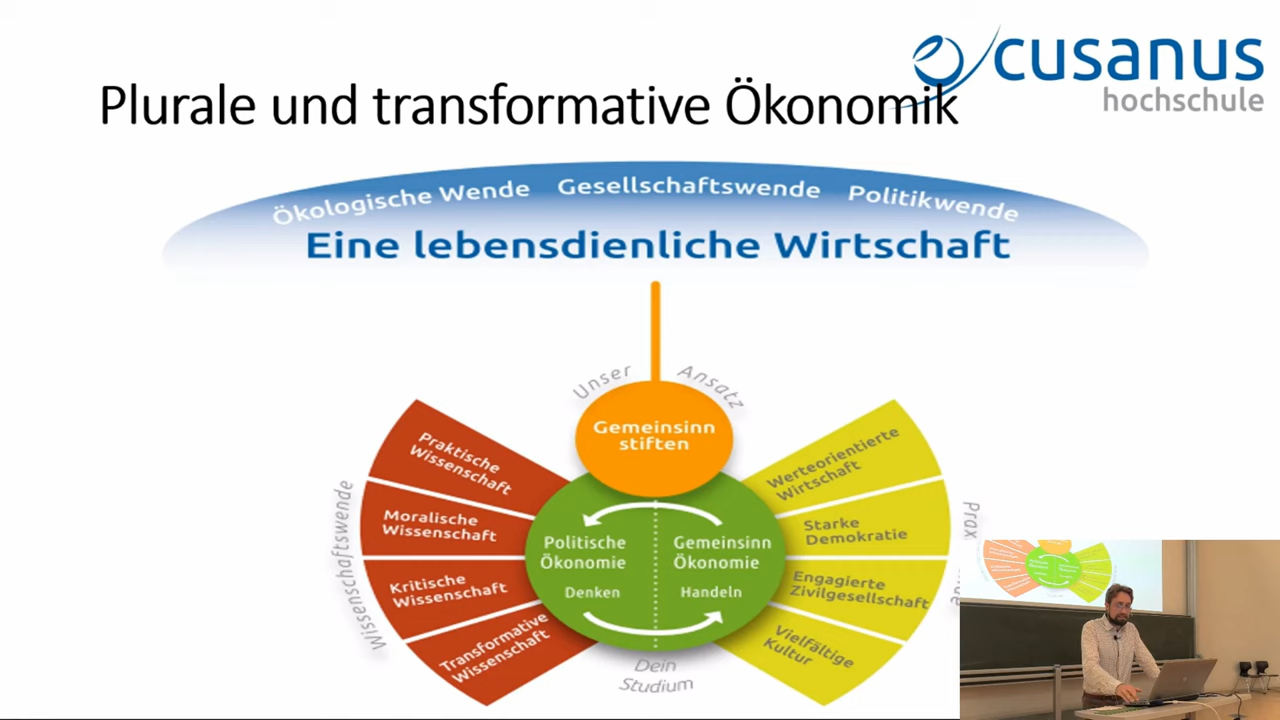 cusanus
hochschule
Plurale und transformative Ökonomik
Ökologische Wende Gesellschaftswende Politikwende
Eine lebensdienliche Wirtschaft
Unser Ansatz
Gemeinsinn
stiften
Wissenschaftswende
Praktische
Wissenschaft
Moralische
Wissenschaft
Kritische
Wissenschaft
Transformative
Wissenschaft
Politische
Ökonomie
Denken
Gemeinsinn
Ökonomie
Handeln
Werteorientierte
Wirtschaft
Starke
Demokratie
Engagierte
Zivilgesellschaft
Vielfältige
Kultur
Dein
Studium